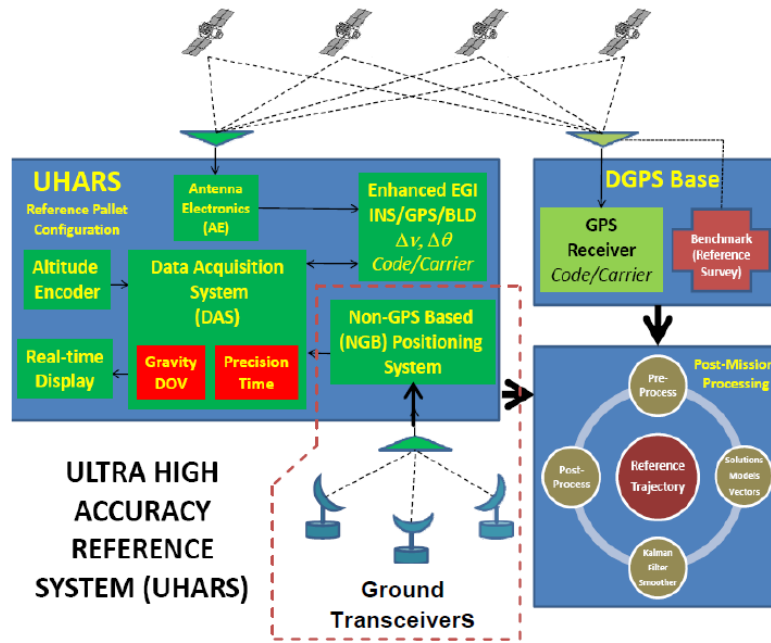 UHARS
Reference Pallet
Configuration
Antenna
Electronics
(AE)
Enhanced EGI
INS/GPS/BLD
Δν, Δθ
Code/Carrier
Altitude
Encoder
Data Acquisition
System
(DAS)
Gravity
DOV
Precision
Time
Real-time
Display
Non-GPS Based
(NGB) Positioning
System
DGPS Base
GPS
Receiver
Code/Carrier
Benchmark
(Reference
Survey)
Post-Mission
Processing
Pre-
Process
Post-
Process
Reference
Trajectory
Solutions
Models
Vectors
Kalman
Filter
Smoother
ULTRA HIGH
ACCURACY
REFERENCE
SYSTEM (UHARS)
Ground
Transceivers